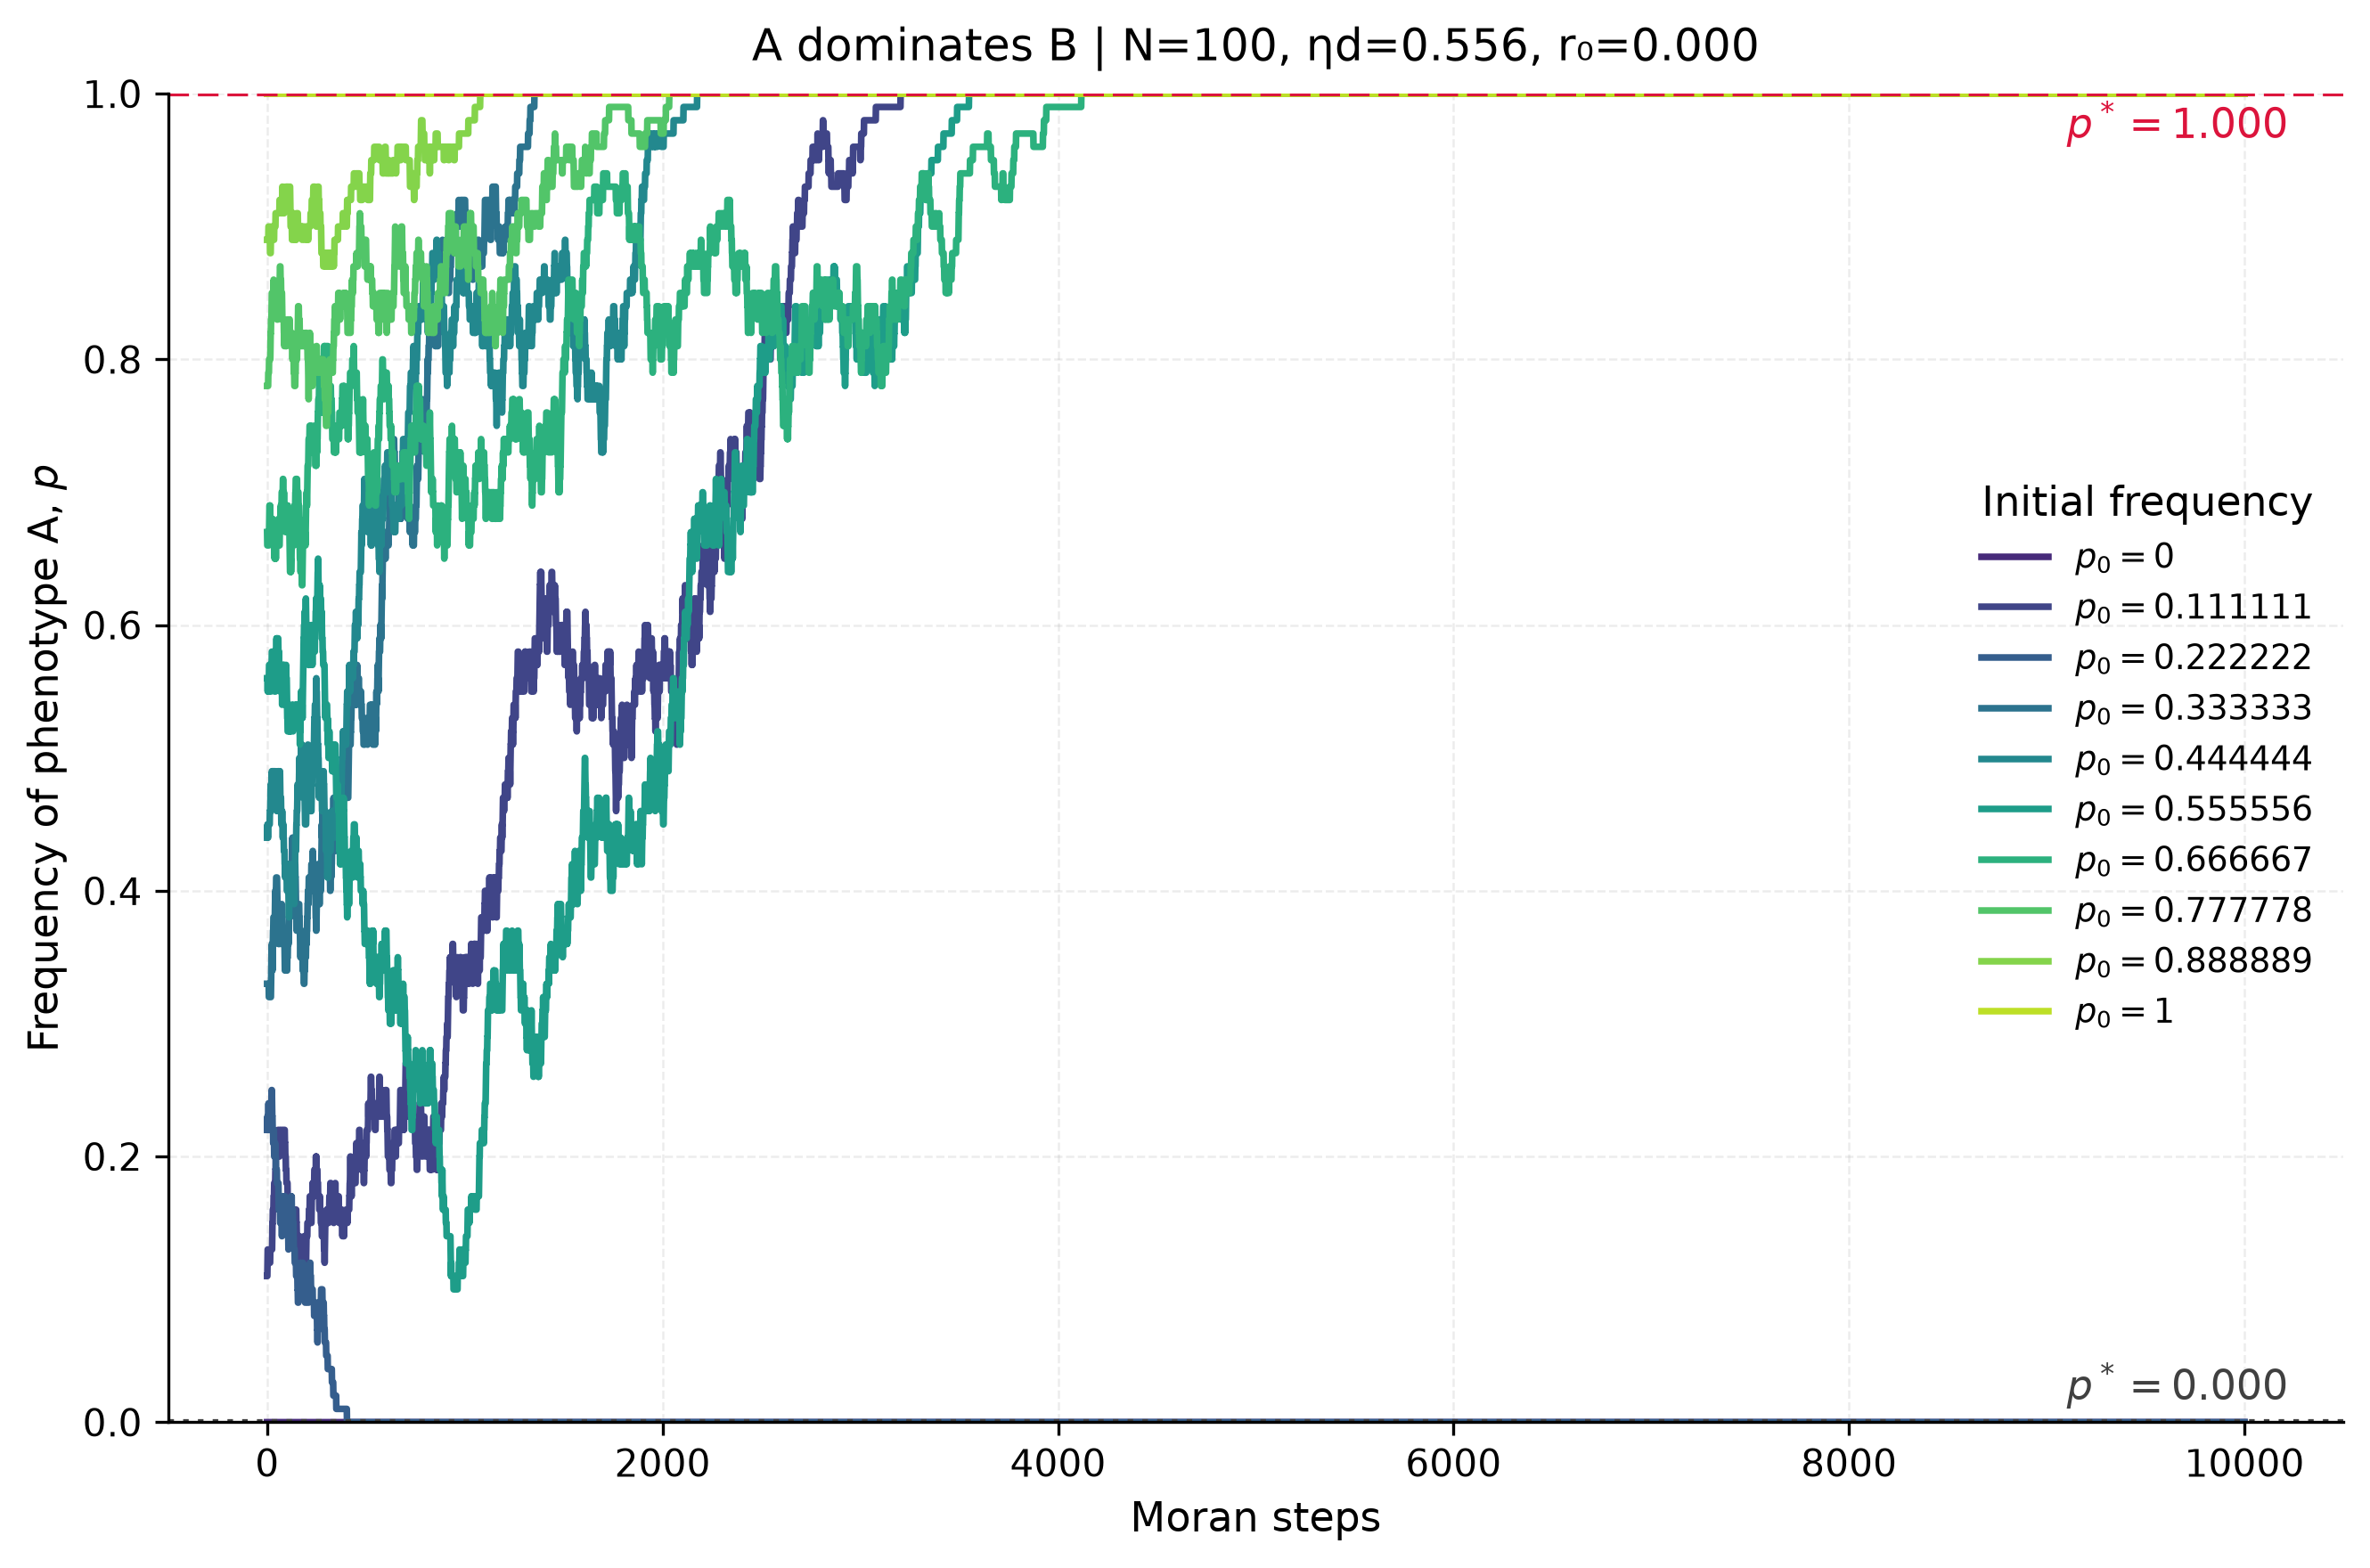 A dominates B | N=100, ηd=0.556, r₀=0.000
1.0
0.8
0.6
0.4
0.2
0.0
Frequency of phenotype A, p
p* = 1.000
Initial frequency
p₀ = 0
p₀ = 0.111111
p₀ = 0.222222
p₀ = 0.333333
p₀ = 0.444444
p₀ = 0.555556
p₀ = 0.666667
p₀ = 0.777778
p₀ = 0.888889
p₀ = 1
p* = 0.000
0 2000 4000 6000 8000 10000
Moran steps